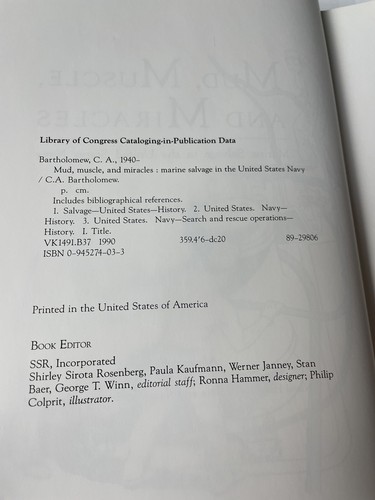 Library of Congress Cataloging-in-Publication Data
Bartholomew, C. A., 1940–
Mud, muscle, and miracles : marine salvage in the United States Navy
/ C.A. Bartholomew.
p. cm.
Includes bibliographical references.
1. Salvage—United States—History. 2. United States. Navy—
History. 3. United States. Navy—Search and rescue operations—
History. I. Title.
VK1491.B37 1990 359.4'6–dc20 89-29806
ISBN 0–945274–03–3
Printed in the United States of America
BOOK EDITOR
SSR, Incorporated
Shirley Sirota Rosenberg, Paula Kaufmann, Werner Janney, Stan
Baer, George T. Winn, editorial staff; Ronna Hammer, designer; Philip
Colprit, illustrator.